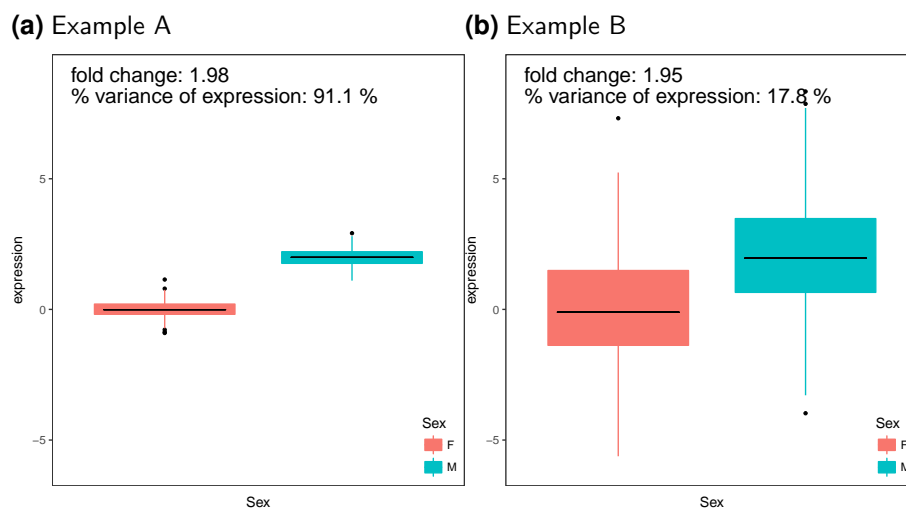 (a) Example A
fold change: 1.98
% variance of expression: 91.1 %
5
0
−5
expression
Sex
F
M
Sex
(b) Example B
fold change: 1.95
% variance of expression: 17.8 %
5
0
−5
expression
Sex
F
M
Sex